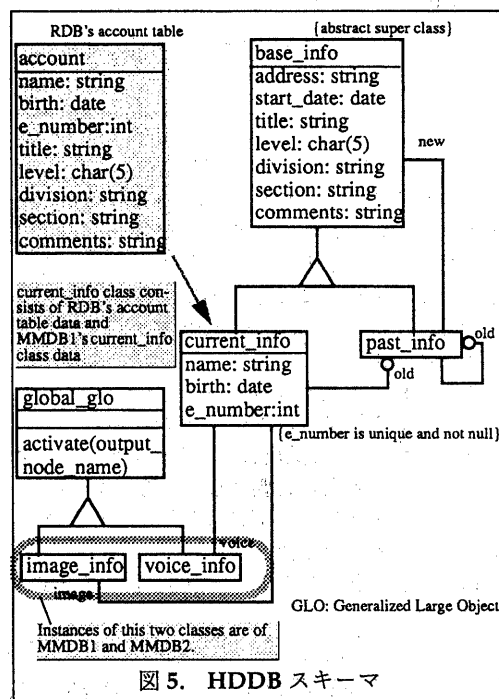 RDB's account table
account
name: string
birth: date
e_number:int
title: string
level: char(5)
division: string
section: string
comments: string
{abstract super class}
base_info
address: string
start_date: date
title: string
level: char(5)
division: string
section: string
comments: string
new
current_info class con-
sists of RDB's account
table data and
MMDB1's current_info
class data
current_info
name: string
birth: date
e_number:int
past_info
old
old
{e_number is unique and not null}
global_glo
activate(output_
node_name)
voice
image_info
voice_info
image
GLO: Generalized Large Object
Instances of this two classes are of
MMDB1 and MMDB2.
図 5. HDDB スキーマ